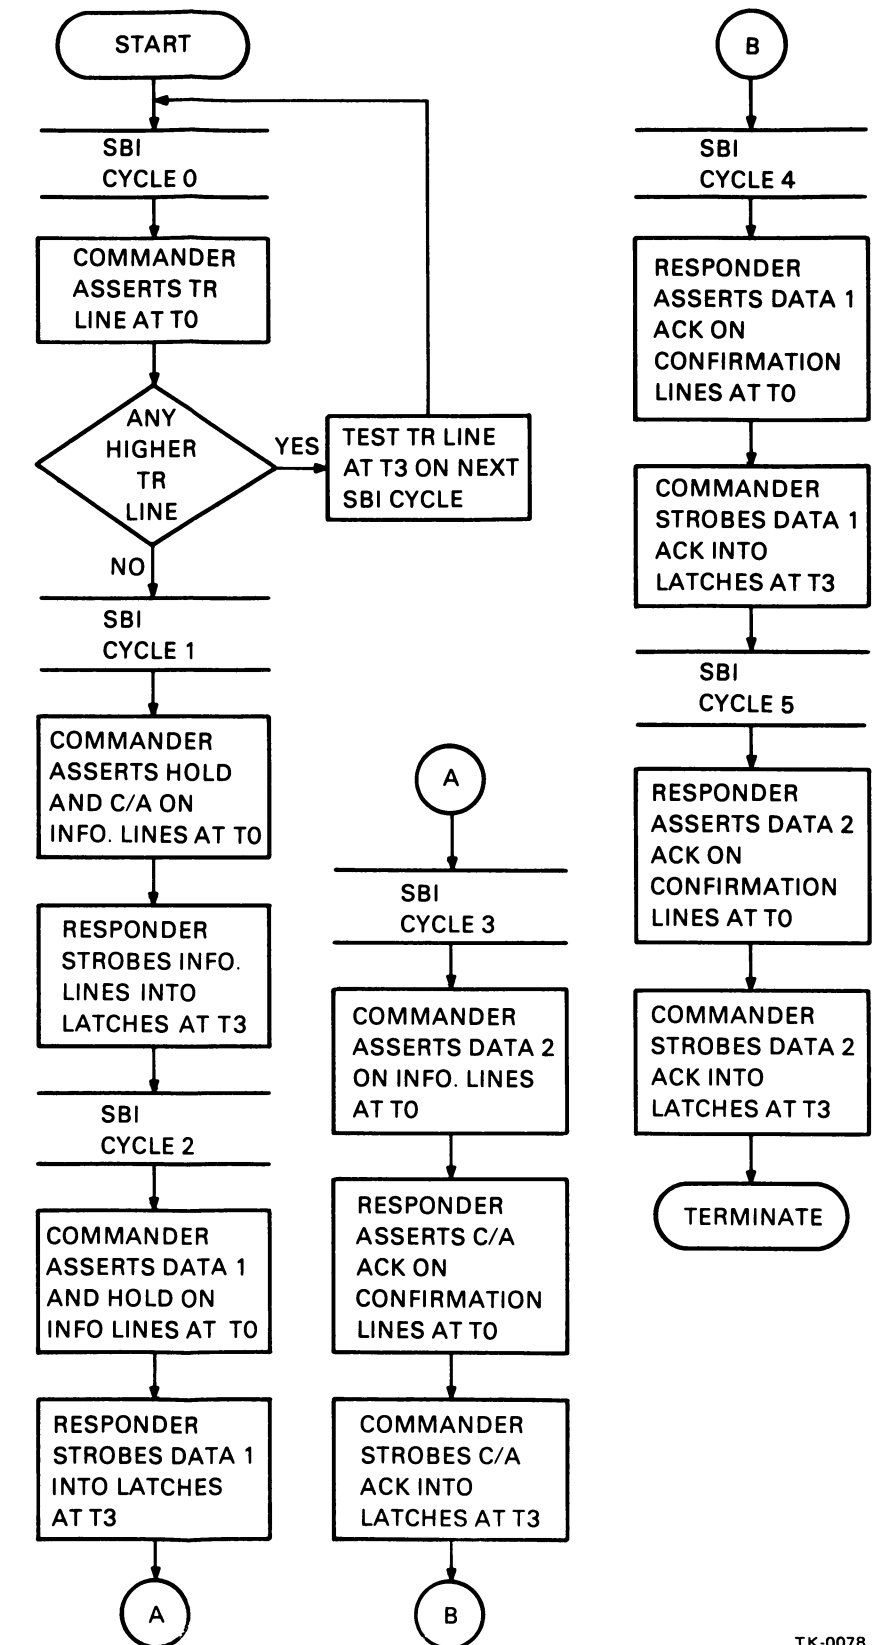 START
SBI
CYCLE 0
COMMANDER
ASSERTS TR
LINE AT T0
ANY
HIGHER
TR
LINE
YES
TEST TR LINE
AT T3 ON NEXT
SBI CYCLE
NO
SBI
CYCLE 1
COMMANDER
ASSERTS HOLD
AND C/A ON
INFO. LINES AT T0
RESPONDER
STROBES INFO.
LINES INTO
LATCHES AT T3
SBI
CYCLE 2
COMMANDER
ASSERTS DATA 1
AND HOLD ON
INFO LINES AT T0
RESPONDER
STROBES DATA 1
INTO LATCHES
AT T3
A
A
SBI
CYCLE 3
COMMANDER
ASSERTS DATA 2
ON INFO. LINES
AT T0
RESPONDER
ASSERTS C/A
ACK ON
CONFIRMATION
LINES AT T0
COMMANDER
STROBES C/A
ACK INTO
LATCHES AT T3
B
B
SBI
CYCLE 4
RESPONDER
ASSERTS DATA 1
ACK ON
CONFIRMATION
LINES AT T0
COMMANDER
STROBES DATA 1
ACK INTO
LATCHES AT T3
SBI
CYCLE 5
RESPONDER
ASSERTS DATA 2
ACK ON
CONFIRMATION
LINES AT T0
COMMANDER
STROBES DATA 2
ACK INTO
LATCHES AT T3
TERMINATE
TK-0078